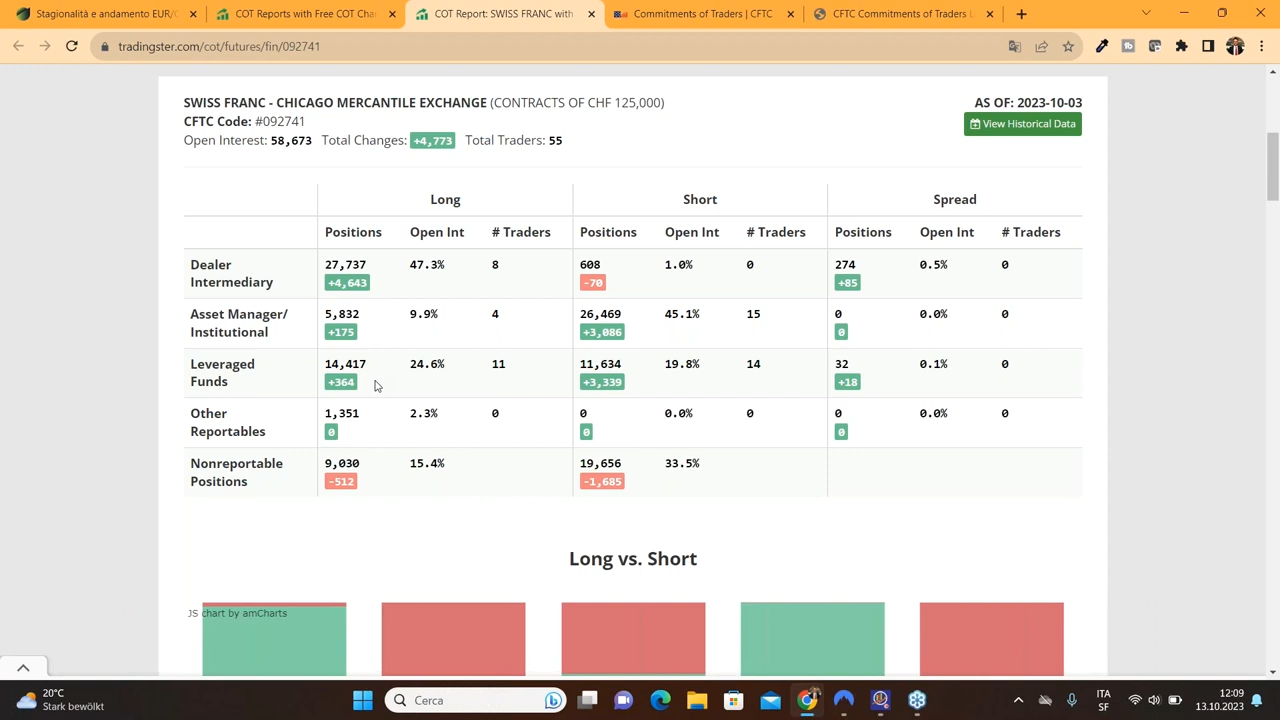 Stagionalità e andamento EUR/
COT Reports with Free COT Cha
COT Report: SWISS FRANC with
Commitments of Traders | CFTC
CFTC Commitments of Traders L
tradingster.com/cot/futures/fin/092741
SWISS FRANC - CHICAGO MERCANTILE EXCHANGE (CONTRACTS OF CHF 125,000)
AS OF: 2023-10-03
CFTC Code: #092741
View Historical Data
Open Interest: 58,673 Total Changes: +4,773 Total Traders: 55
Long Short Spread
Positions Open Int # Traders Positions Open Int # Traders Positions Open Int # Traders
Dealer 27,737 47.3% 8 608 1.0% 0 274 0.5% 0
Intermediary +4,643 -70 +85
Asset Manager/ 5,832 9.9% 4 26,469 45.1% 15 0 0.0% 0
Institutional +175 +3,086 0
Leveraged 14,417 24.6% 11 11,634 19.8% 14 32 0.1% 0
Funds +364 +3,339 +18
Other 1,351 2.3% 0 0 0.0% 0 0 0.0% 0
Reportables 0 0 0
Nonreportable 9,030 15.4% 19,656 33.5%
Positions -512 -1,685
Long vs. Short
JS chart by amCharts
20°C
Stark bewölkt
Cerca
ITA
SF
12:09
13.10.2023